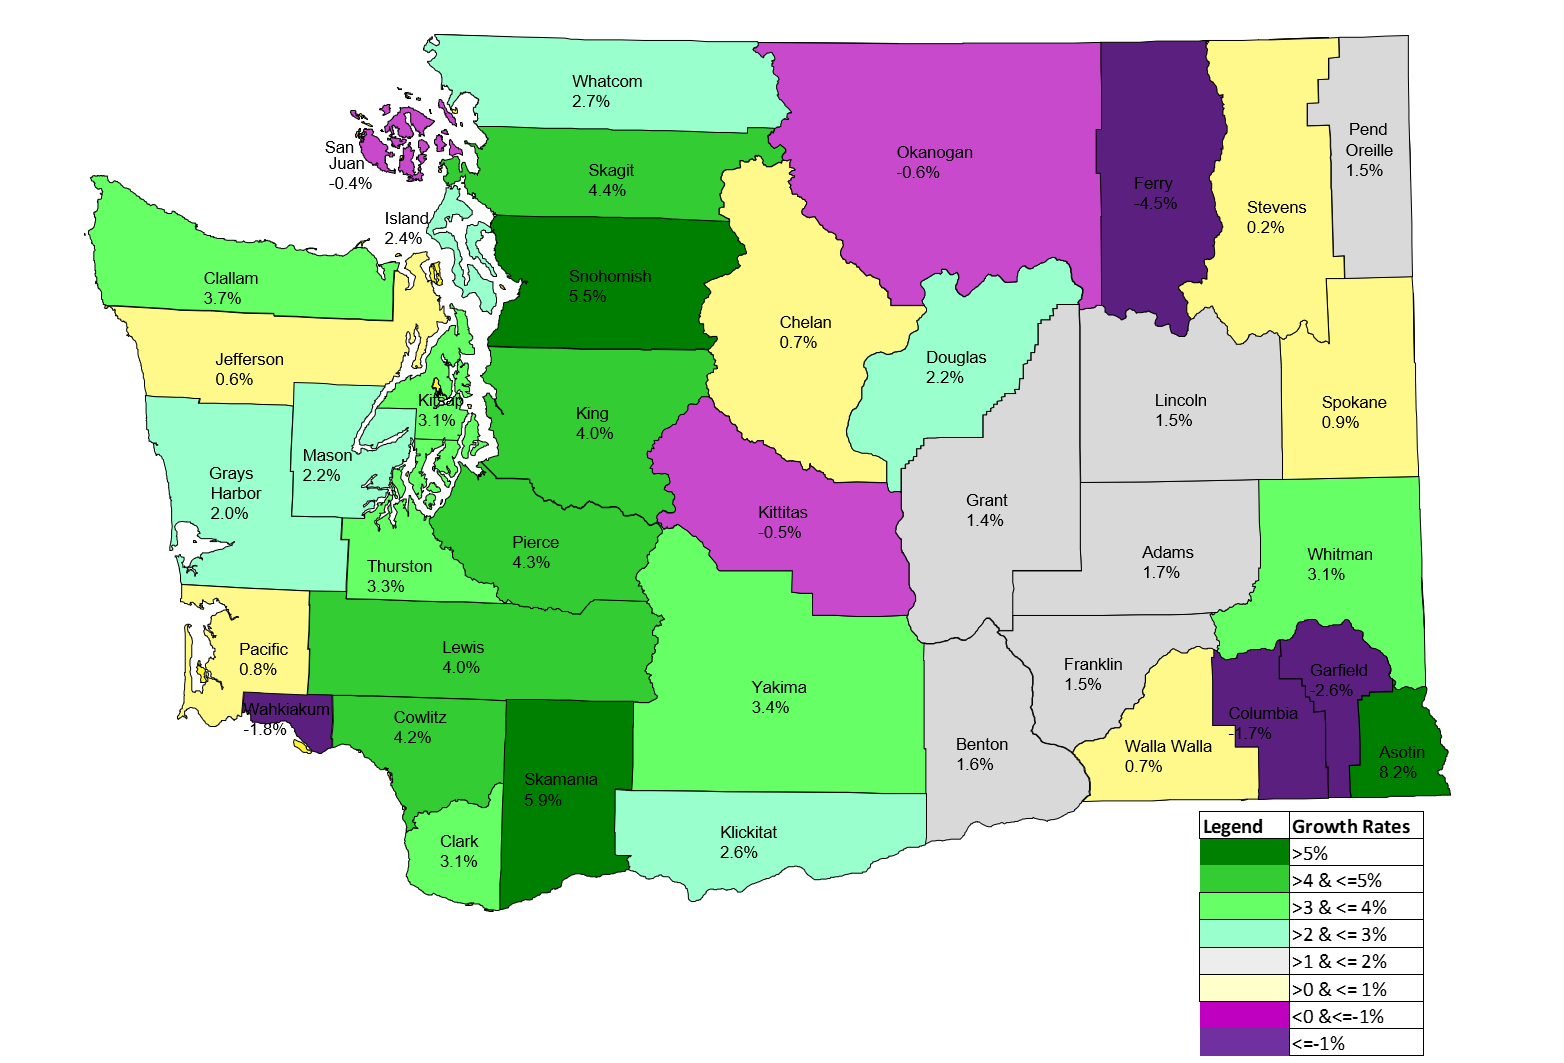 Whatcom
2.7%
San
Juan
-0.4%
Skagit
4.4%
Okanogan
-0.6%
Ferry
-4.5%
Stevens
0.2%
Pend
Oreille
1.5%
Island
2.4%
Clallam
3.7%
Snohomish
5.5%
Chelan
0.7%
Jefferson
0.6%
Douglas
2.2%
Kitsap
3.1%
King
4.0%
Lincoln
1.5%
Spokane
0.9%
Mason
2.2%
Grays
Harbor
2.0%
Kittitas
-0.5%
Grant
1.4%
Pierce
4.3%
Thurston
3.3%
Adams
1.7%
Whitman
3.1%
Pacific
0.8%
Lewis
4.0%
Yakima
3.4%
Franklin
1.5%
Garfield
-2.6%
Wahkiakum
-1.8%
Cowlitz
4.2%
Columbia
-1.7%
Benton
1.6%
Walla Walla
0.7%
Asotin
8.2%
Skamania
5.9%
Clark
3.1%
Klickitat
2.6%
Legend Growth Rates
>5%
>4 & <=5%
>3 & <= 4%
>2 & <= 3%
>1 & <= 2%
>0 & <= 1%
<0 &<=-1%
<=-1%